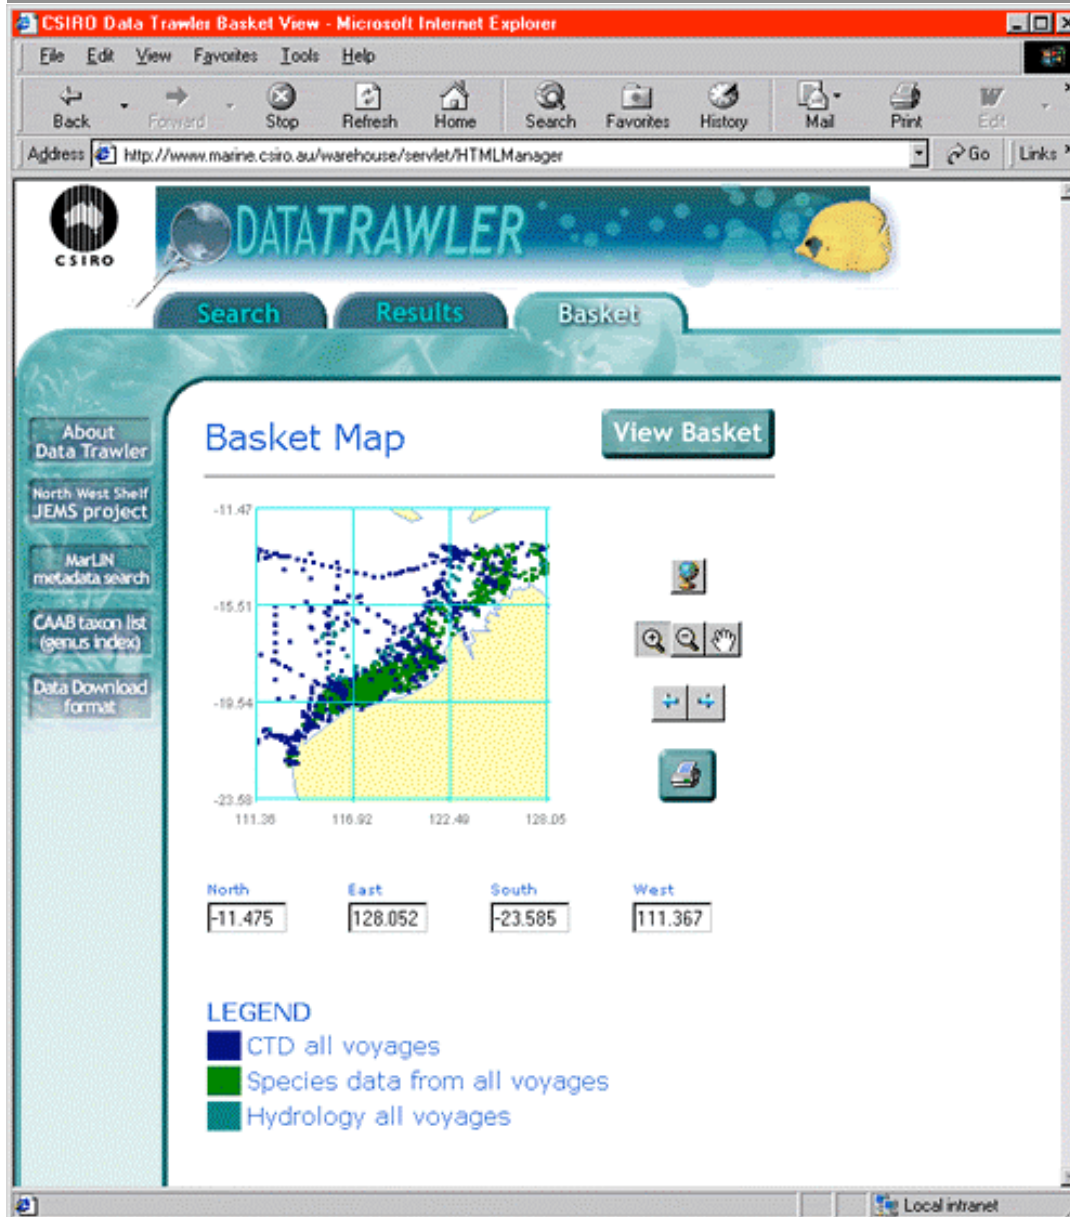 CSIRO Data Trawler Basket View - Microsoft Internet Explorer
File Edit View Favorites Tools Help
Back Forward Stop Refresh Home Search Favorites History Mail Print Edit
Address http://www.marine.csiro.au/warehouse/servlet/HTMLManager Go Links
CSIRO
DATATRAWLER
Search Results Basket
About
Data Trawler
North West Shelf
JEMS project
MarLIN
metadata search
CAAB taxon list
(genus index)
Data Download
format
Basket Map
View Basket
-11.47
-15.51
-19.54
-23.58
111.36 116.92 122.49 128.05
North East South West
-11.475 128.052 -23.585 111.367
LEGEND
CTD all voyages
Species data from all voyages
Hydrology all voyages
Local intranet